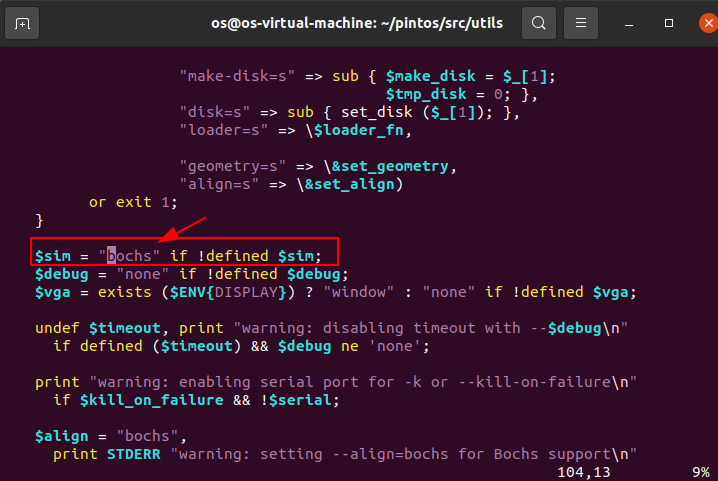 os@os-virtual-machine: ~/pintos/src/utils
"make-disk=s" => sub { $make_disk = $_[1];
$tmp_disk = 0; },
"disk=s" => sub { set_disk ($_[1]); },
"loader=s" => \$loader_fn,
"geometry=s" => \&set_geometry,
"align=s" => \&set_align)
or exit 1;
}
$sim = "bochs" if !defined $sim;
$debug = "none" if !defined $debug;
$vga = exists ($ENV{DISPLAY}) ? "window" : "none" if !defined $vga;
undef $timeout, print "warning: disabling timeout with --$debug\n"
if defined ($timeout) && $debug ne 'none';
print "warning: enabling serial port for -k or --kill-on-failure\n"
if $kill_on_failure && !$serial;
$align = "bochs",
print STDERR "warning: setting --align=bochs for Bochs support\n"
104,13 9%